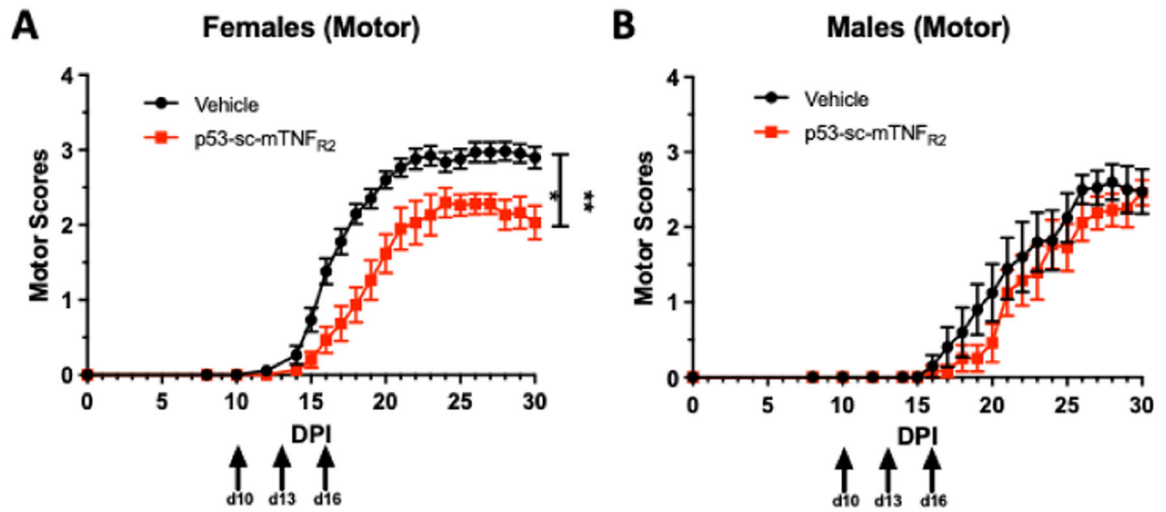 A
Females (Motor)
Vehicle
p53-sc-mTNFR2
Motor Scores
4
3
2
1
0
* **
0 5 10 15 20 25 30
DPI
d10 d13 d16
B
Males (Motor)
Vehicle
p53-sc-mTNFR2
Motor Scores
4
3
2
1
0
0 5 10 15 20 25 30
DPI
d10 d13 d16